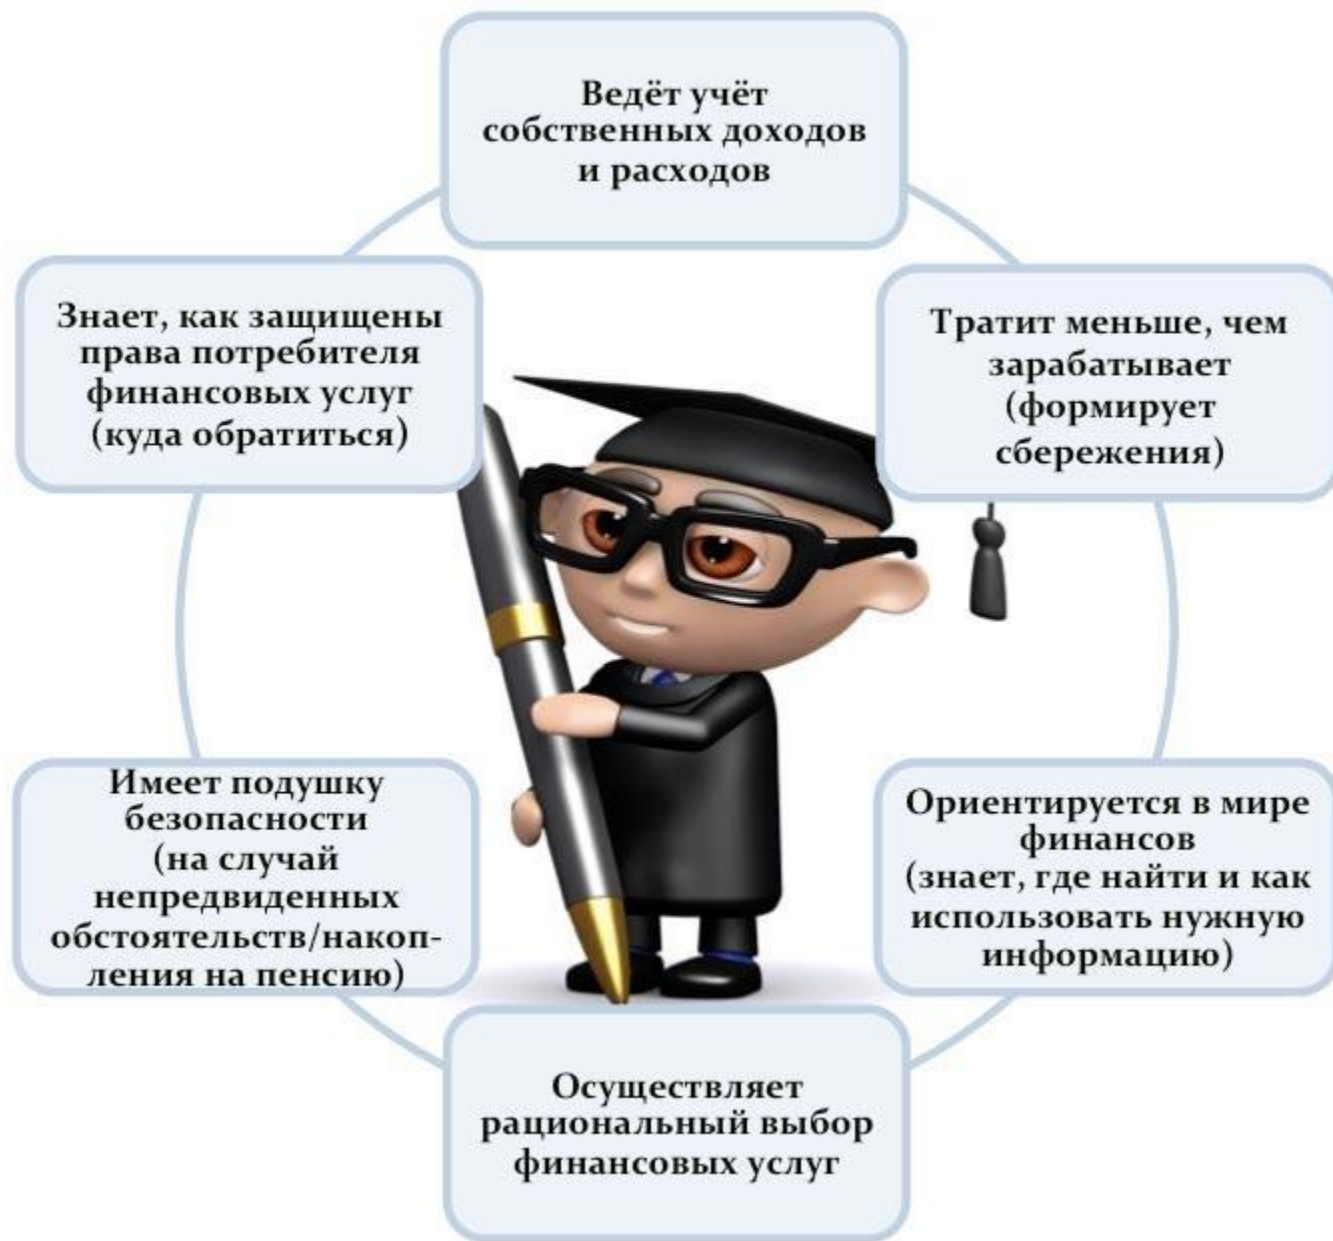 Ведёт учёт
собственных доходов
и расходов
Знает, как защищены
права потребителя
финансовых услуг
(куда обратиться)
Тратит меньше, чем
зарабатывает
(формирует
сбережения)
Имеет подушку
безопасности
(на случай
непредвиденных
обстоятельств/накоп-
ления на пенсию)
Ориентируется в мире
финансов
(знает, где найти и как
использовать нужную
информацию)
Осуществляет
рациональный выбор
финансовых услуг